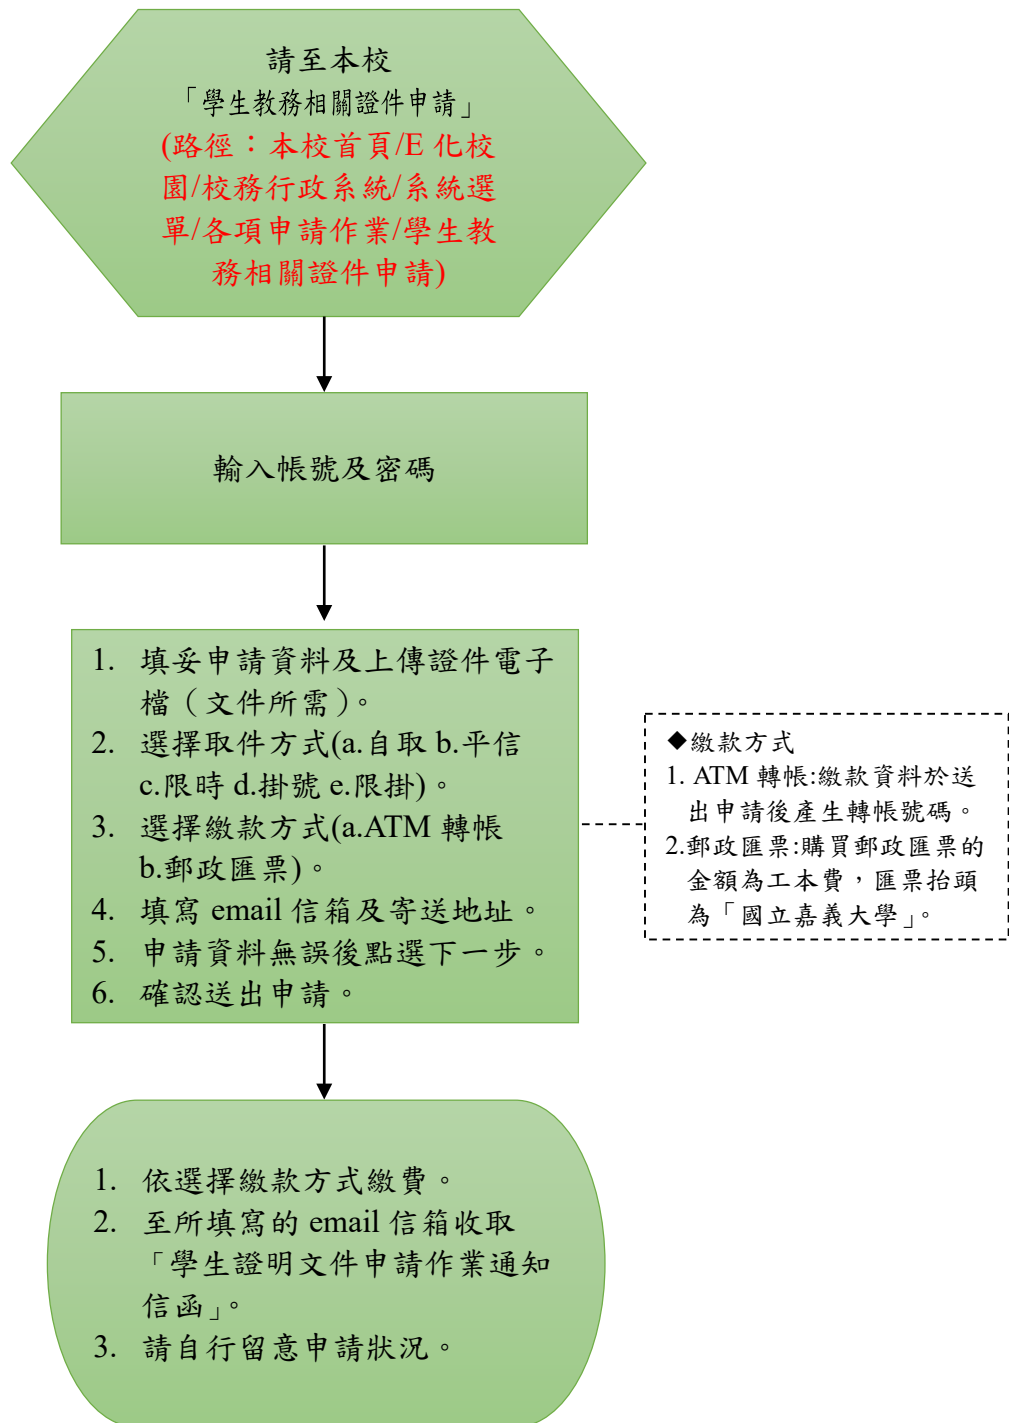 請至本校
「學生教務相關證件申請」
(路徑：本校首頁/E 化校
園/校務行政系統/系統選
單/各項申請作業/學生教
務相關證件申請)
輸入帳號及密碼
1. 填妥申請資料及上傳證件電子
檔（文件所需）。
2. 選擇取件方式(a.自取 b.平信
c.限時 d.掛號 e.限掛)。
3. 選擇繳款方式(a.ATM 轉帳
b.郵政匯票)。
4. 填寫 email 信箱及寄送地址。
5. 申請資料無誤後點選下一步。
6. 確認送出申請。
◆繳款方式
1. ATM 轉帳:繳款資料於送
出申請後產生轉帳號碼。
2.郵政匯票:購買郵政匯票的
金額為工本費，匯票抬頭
為「國立嘉義大學」。
1. 依選擇繳款方式繳費。
2. 至所填寫的 email 信箱收取
「學生證明文件申請作業通知
信函」。
3. 請自行留意申請狀況。